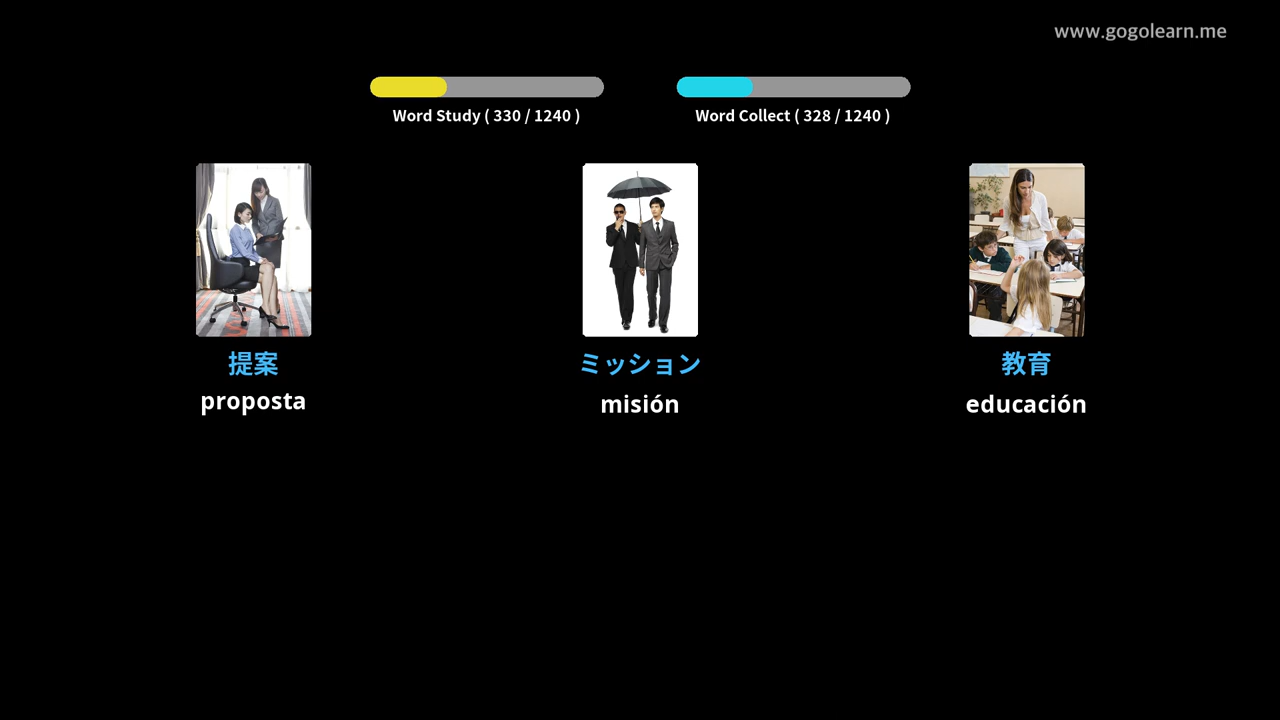 www.gogolearn.me
Word Study ( 330 / 1240 )
Word Collect ( 328 / 1240 )
提案
ミッション
教育
proposta
misión
educación